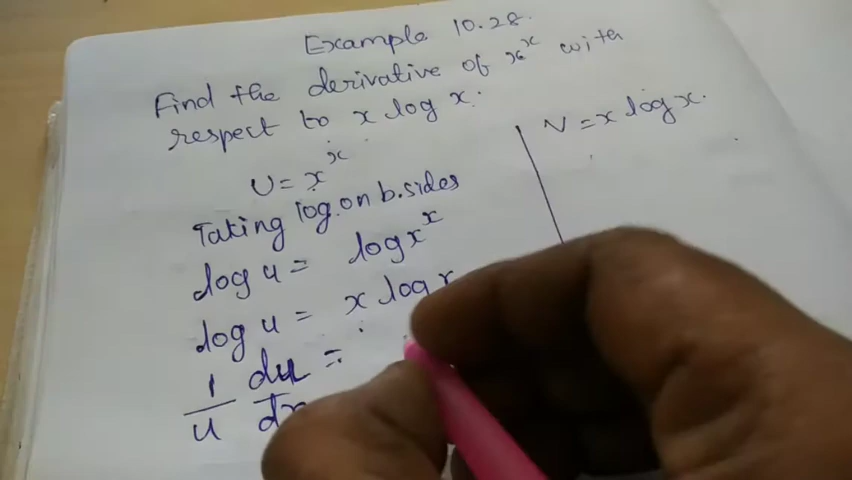 Example 10.28.
Find the derivative of x^x with
respect to x log x.
U = x^x
Taking log on b.sides
log u = log x^x
log u = x log x
1/u du/dx =
V = x log x.